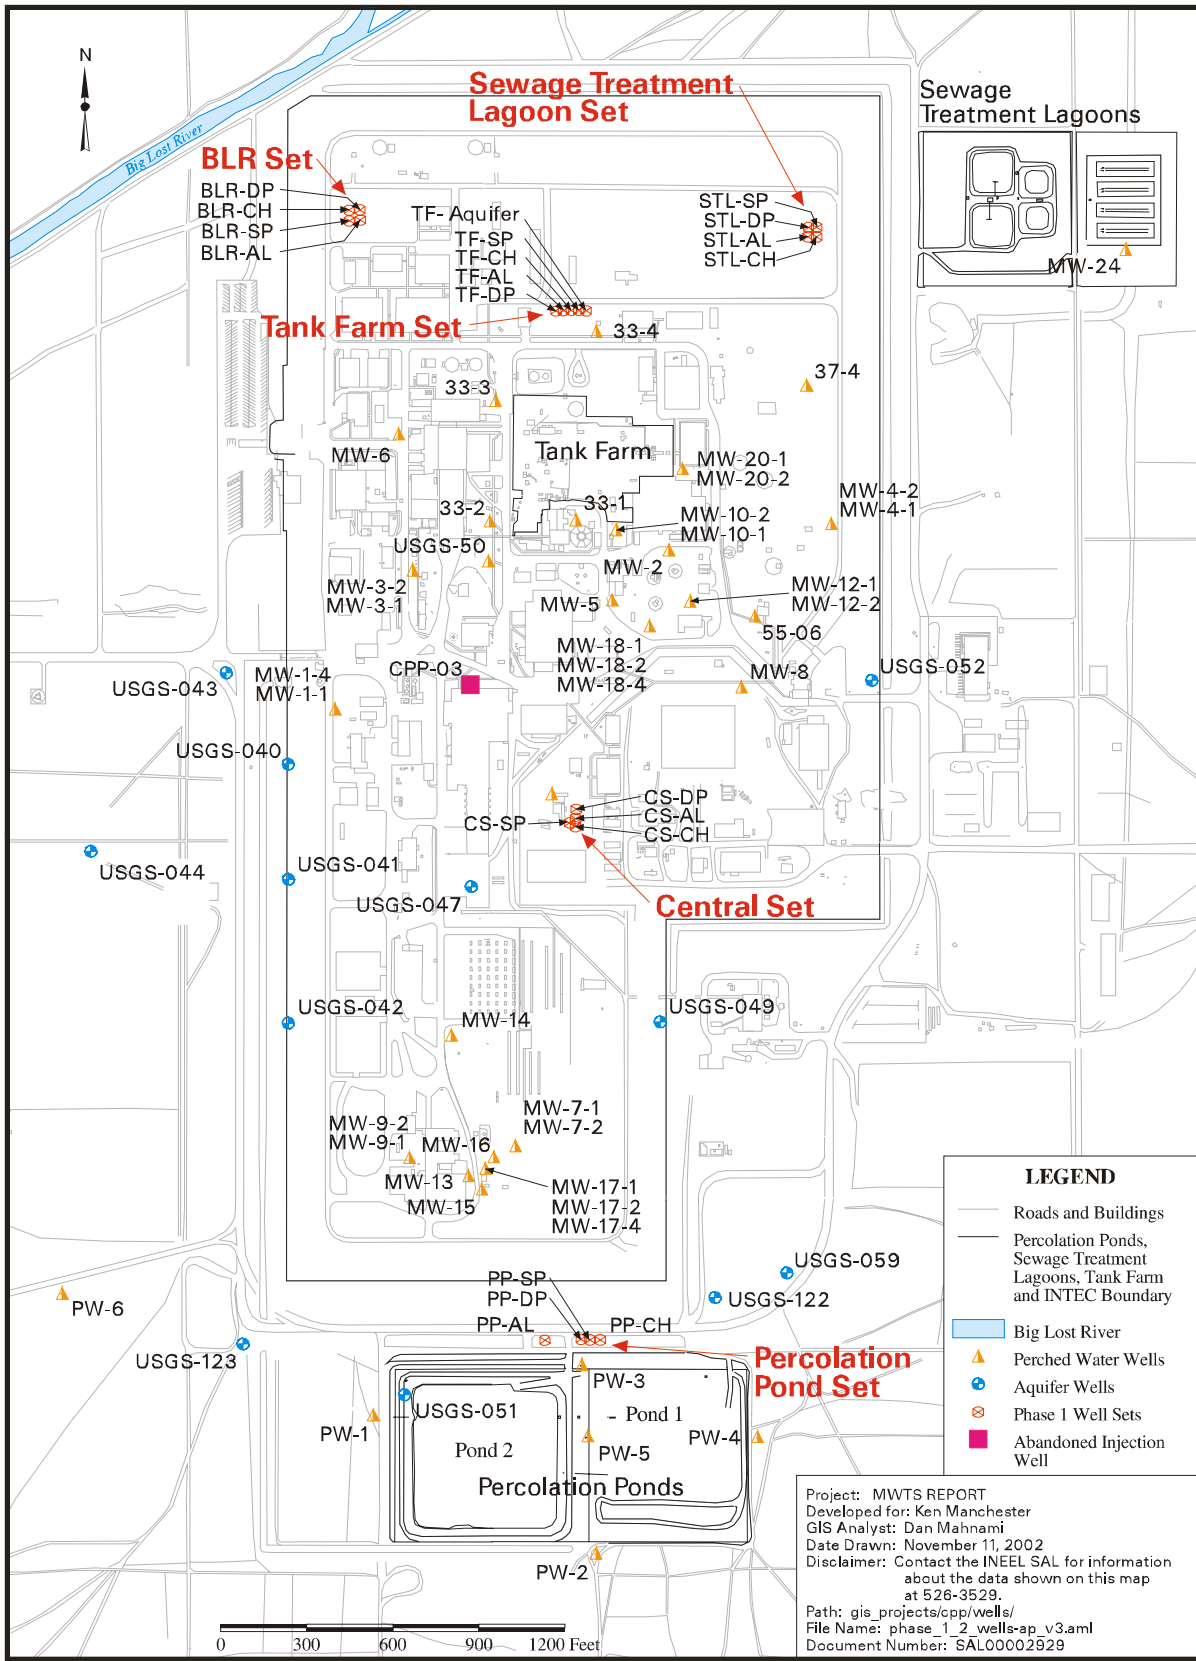 N
Big Lost River
Sewage Treatment
Lagoon Set
Sewage
Treatment Lagoons
BLR Set
BLR-DP
BLR-CH
BLR-SP
BLR-AL
TF- Aquifer
TF-SP
TF-CH
TF-AL
TF-DP
STL-SP
STL-DP
STL-AL
STL-CH
MW-24
Tank Farm Set
33-4
37-4
33-3
MW-6
Tank Farm
MW-20-1
MW-20-2
MW-4-2
MW-4-1
33-2
33-1
MW-10-2
MW-10-1
USGS-50
MW-2
MW-3-2
MW-3-1
MW-5
MW-12-1
MW-12-2
55-06
MW-18-1
MW-18-2
MW-18-4
MW-8
USGS-052
USGS-043
MW-1-4
MW-1-1
CPP-03
USGS-040
CS-DP
CS-AL
CS-SP
CS-CH
USGS-044
USGS-041
USGS-047
Central Set
USGS-042
MW-14
USGS-049
MW-7-1
MW-7-2
MW-9-2
MW-9-1
MW-16
MW-13
MW-15
MW-17-1
MW-17-2
MW-17-4
USGS-059
USGS-122
PW-6
USGS-123
PP-SP
PP-DP
PP-AL
PP-CH
Percolation
Pond Set
PW-3
USGS-051
Pond 1
PW-1
Pond 2
PW-5
PW-4
Percolation Ponds
PW-2
0 300 600 900 1200 Feet
LEGEND
Roads and Buildings
Percolation Ponds,
Sewage Treatment
Lagoons, Tank Farm
and INTEC Boundary
Big Lost River
Perched Water Wells
Aquifer Wells
Phase 1 Well Sets
Abandoned Injection
Well
Project: MWTS REPORT
Developed for: Ken Manchester
GIS Analyst: Dan Mahnami
Date Drawn: November 11, 2002
Disclaimer: Contact the INEEL SAL for information
about the data shown on this map
at 526-3529.
Path: gis_projects/cpp/wells/
File Name: phase_1_2_wells-ap_v3.aml
Document Number: SAL00002929